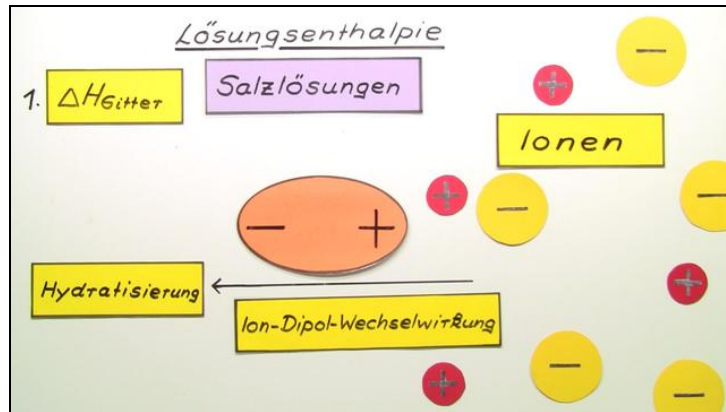 Lösungsenthalpie
1. ΔHGitter
Salzlösungen
Ionen
− +
Hydratisierung
Ion-Dipol-Wechselwirkung
+
−
+
−
−
+
−
+
−